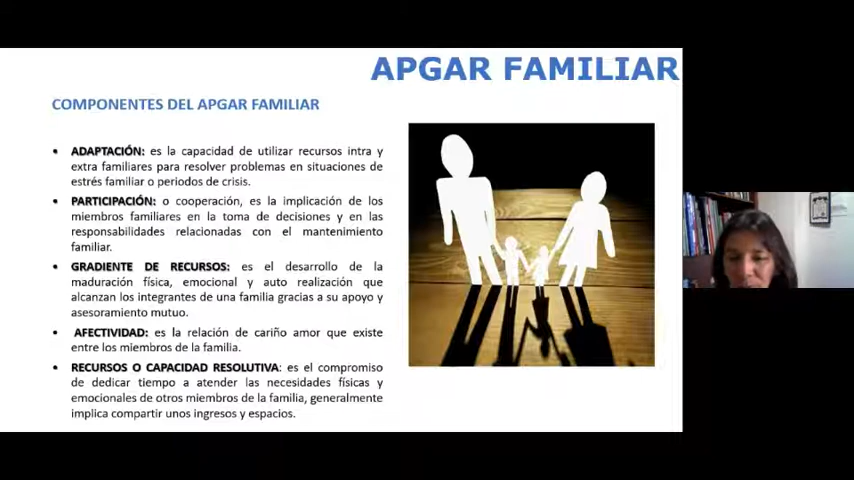 APGAR FAMILIAR
COMPONENTES DEL APGAR FAMILIAR
• ADAPTACIÓN: es la capacidad de utilizar recursos intra y
extra familiares para resolver problemas en situaciones de
estrés familiar o periodos de crisis.
• PARTICIPACIÓN: o cooperación, es la implicación de los
miembros familiares en la toma de decisiones y en las
responsabilidades relacionadas con el mantenimiento
familiar.
• GRADIENTE DE RECURSOS: es el desarrollo de la
maduración física, emocional y auto realización que
alcanzan los integrantes de una familia gracias a su apoyo y
asesoramiento mutuo.
• AFECTIVIDAD: es la relación de cariño amor que existe
entre los miembros de la familia.
• RECURSOS O CAPACIDAD RESOLUTIVA: es el compromiso
de dedicar tiempo a atender las necesidades físicas y
emocionales de otros miembros de la familia, generalmente
implica compartir unos ingresos y espacios.